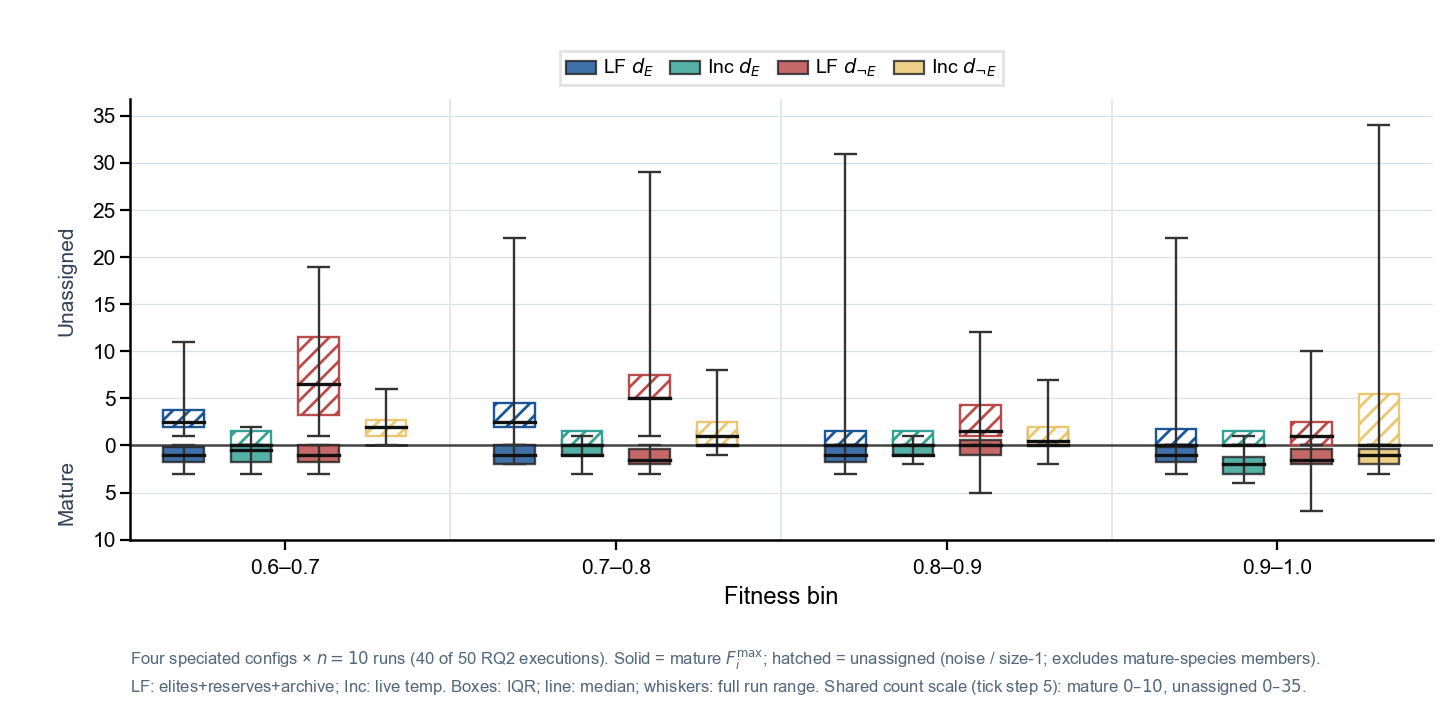 LF d_E Inc d_E LF d_¬E Inc d_¬E
35
30
25
20
15
10
5
0
5
10
Unassigned
Mature
0.6–0.7 0.7–0.8 0.8–0.9 0.9–1.0
Fitness bin
Four speciated configs × n = 10 runs (40 of 50 RQ2 executions). Solid = mature F_i^max; hatched = unassigned (noise / size-1; excludes mature-species members).
LF: elites+reserves+archive; Inc: live temp. Boxes: IQR; line: median; whiskers: full run range. Shared count scale (tick step 5): mature 0–10, unassigned 0–35.